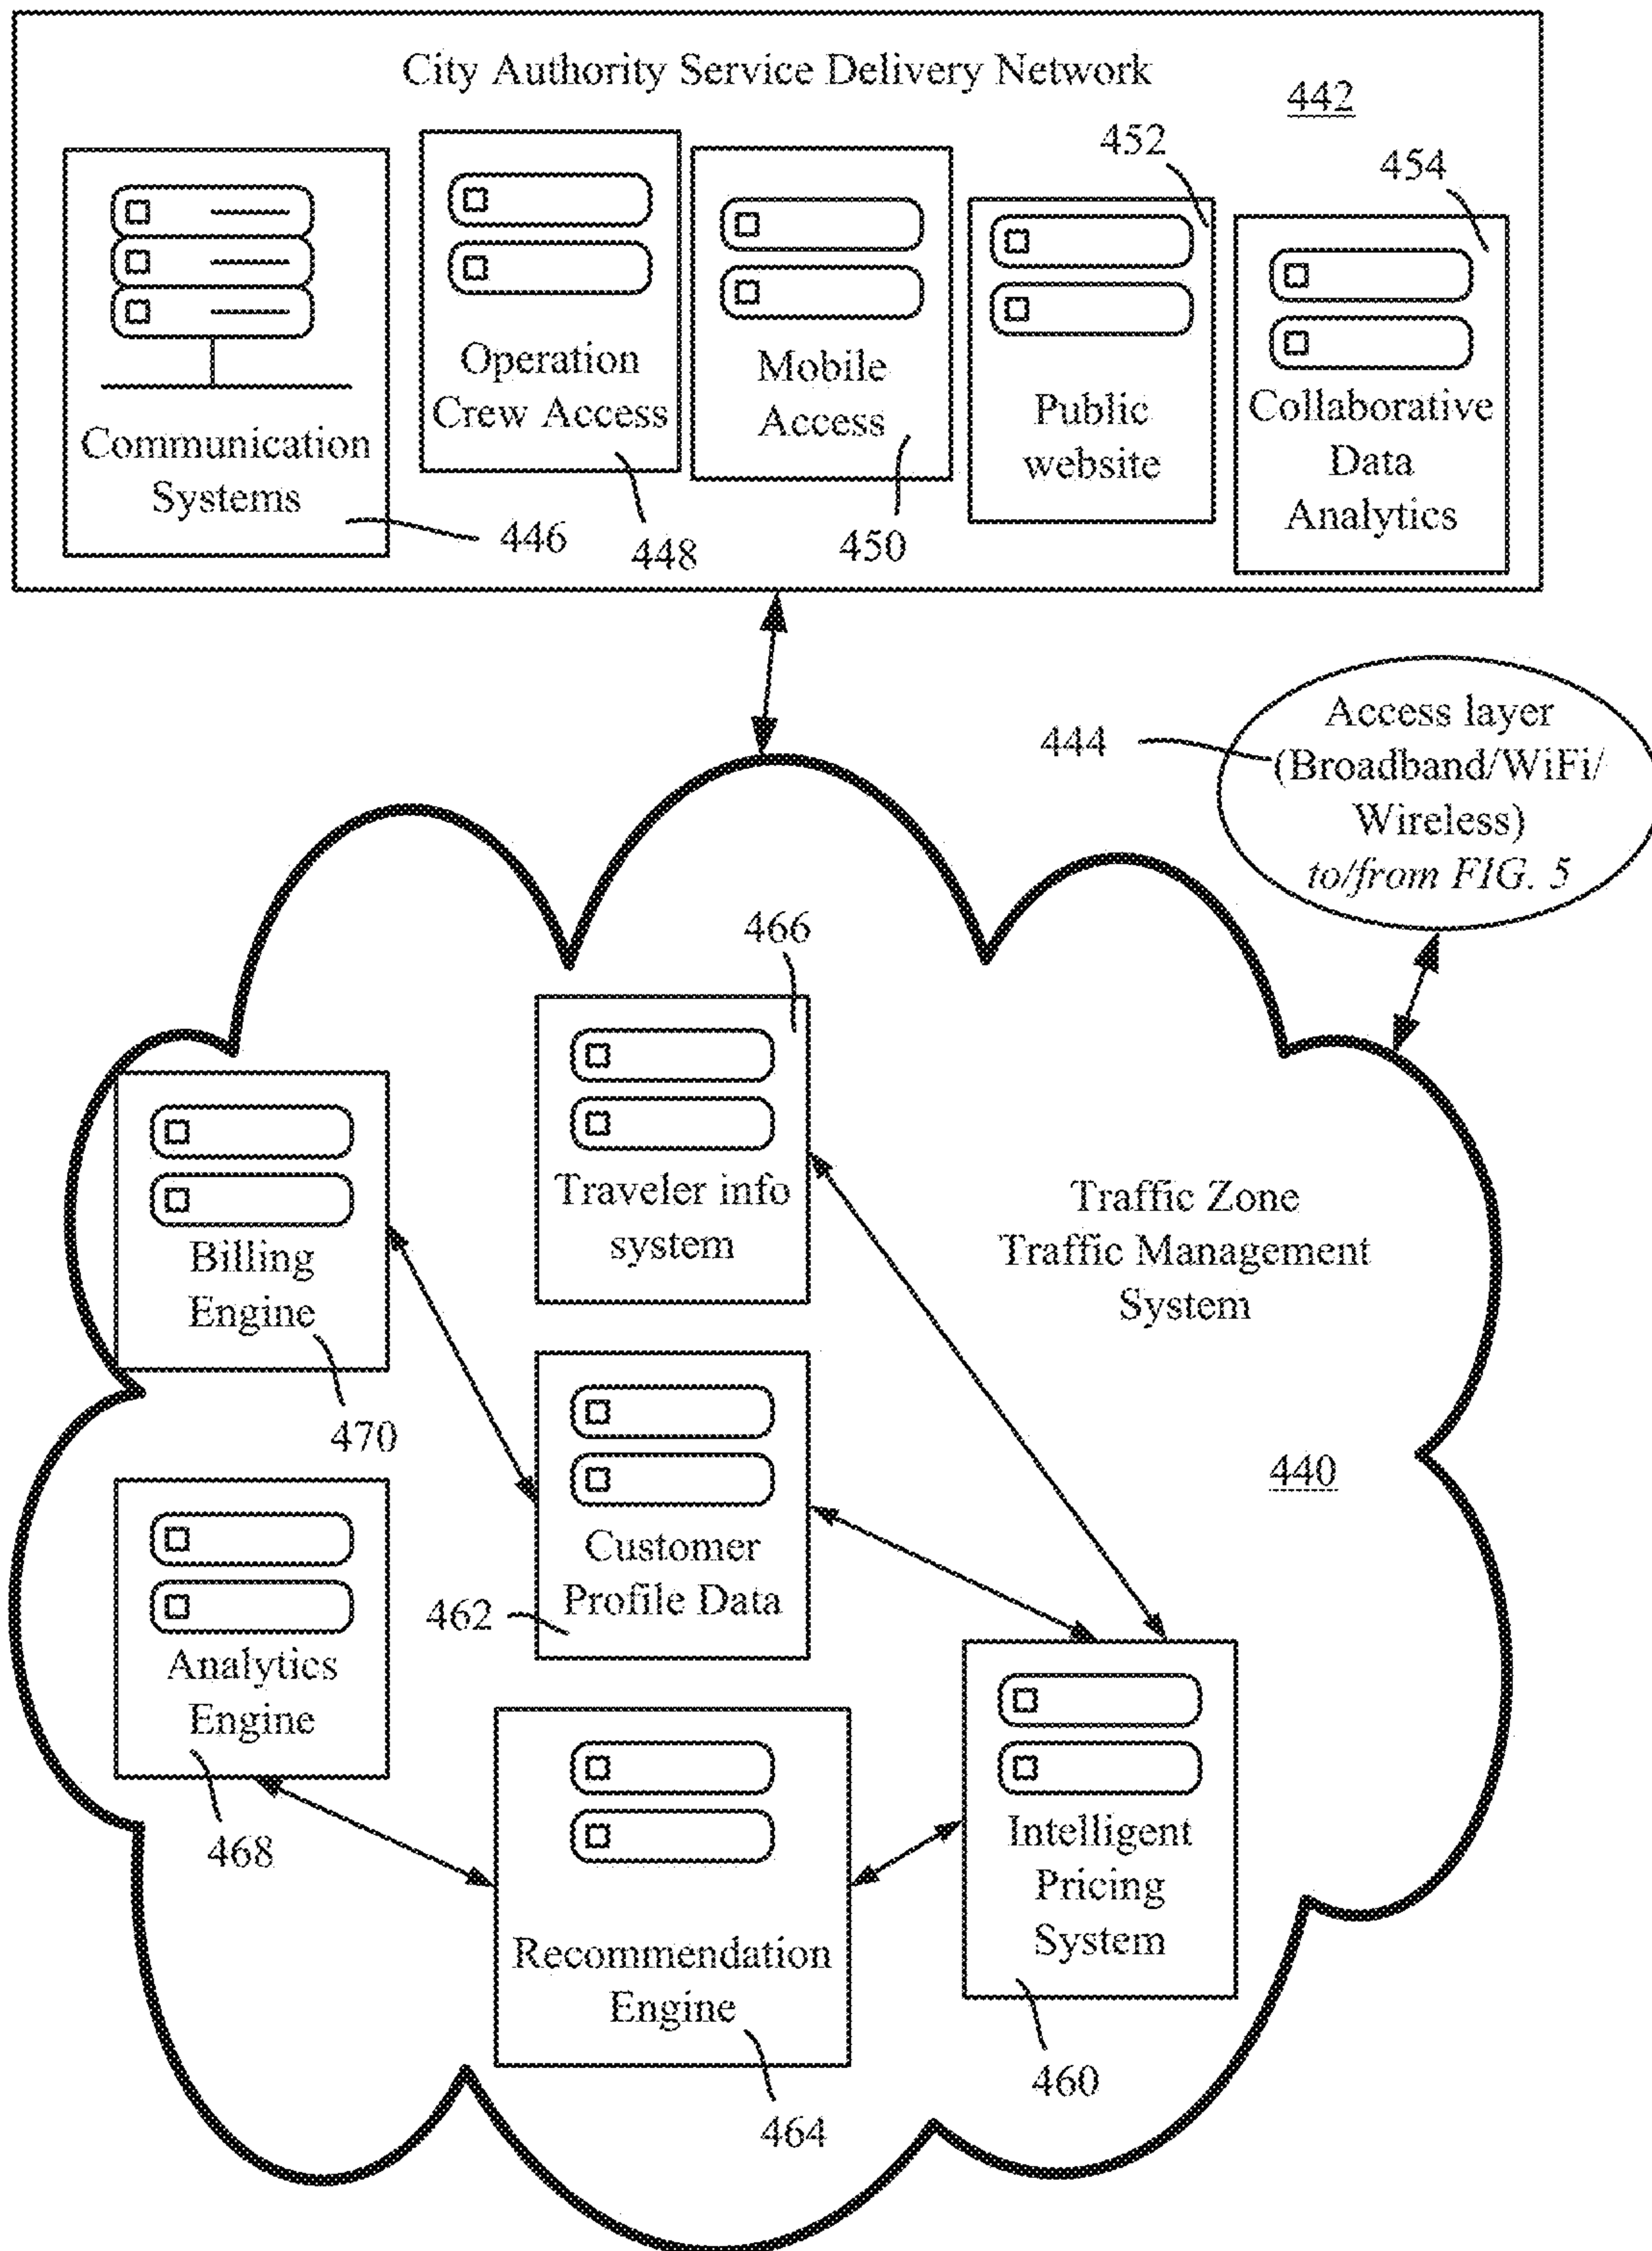 City Authority Service Delivery Network
442
452
454
Operation
Crew Access
Mobile
Access
Public
website
Collaborative
Data
Analytics
Communication
Systems
446
448
450
444
Access layer
(Broadband/WiFi/
Wireless)
to/from FIG. 5
466
Traveler info
system
Traffic Zone
Traffic Management
System
Billing
Engine
470
440
Customer
Profile Data
462
Analytics
Engine
468
Intelligent
Pricing
System
460
Recommendation
Engine
464